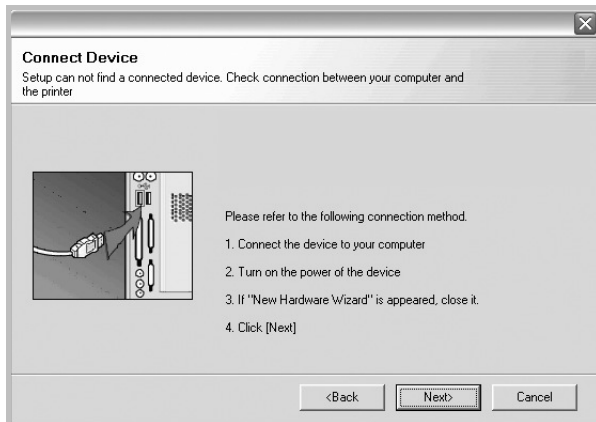 Connect Device
Setup can not find a connected device. Check connection between your computer and
the printer
Please refer to the following connection method.
1. Connect the device to your computer
2. Turn on the power of the device
3. If "New Hardware Wizard" is appeared, close it.
4. Click [Next]
<Back Next> Cancel